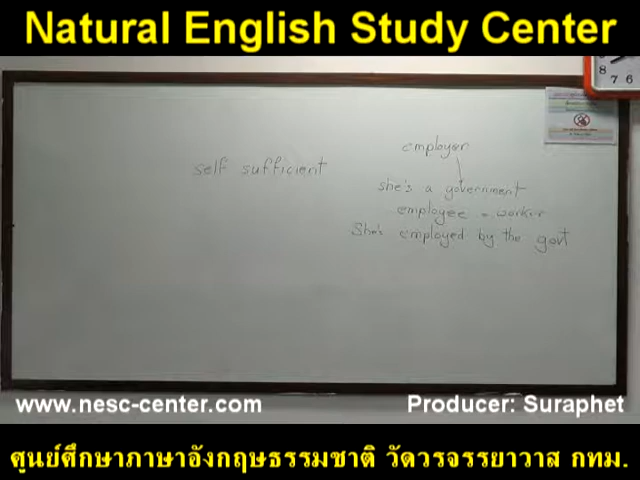 Natural English Study Center
8
7 6
employer
self sufficient
she's a government
employee = worker
She's employed by the govt
www.nesc-center.com
Producer: Suraphet
ศูนย์ศึกษาภาษาอังกฤษธรรมชาติ วัดวรจรรยาวาส กทม.